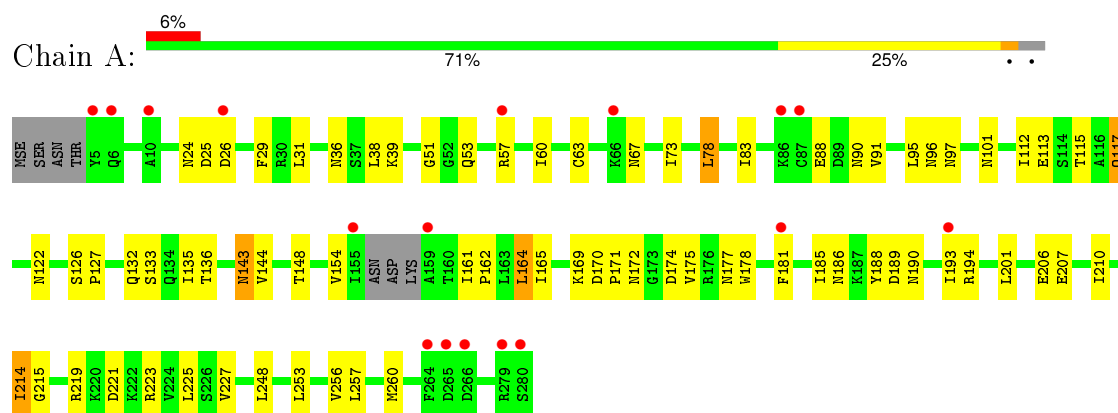 6%
Chain A:
71% 25% • •
MSE SER ASN THR Y5 Q6 A10 N24 D25 D26 F29 R30 L31 N36 S37 L38 K39 G51 G52 Q53 R57 I60 C63 K66 N67 I73 L78 I83 K86 C87 E88 D89 N90 V91 L95 N96 N97 N101 I112 E113 S114 T115 A116 Q117
N122 S126 P127 Q132 S133 Q134 I135 T136 N143 V144 T148 V154 I155 ASN ASP LYS A159 T160 I161 P162 L163 L164 I165 K169 D170 P171 N172 G173 D174 V175 R176 N177 W178 F181 I185 N186 K187 Y188 D189 N190 I193 R194 L201 E206 E207 I210
I214 G215 R219 K220 D221 K222 R223 V224 L225 S226 V227 L248 L253 V256 L257 M260 F264 D265 D266 R279 S280